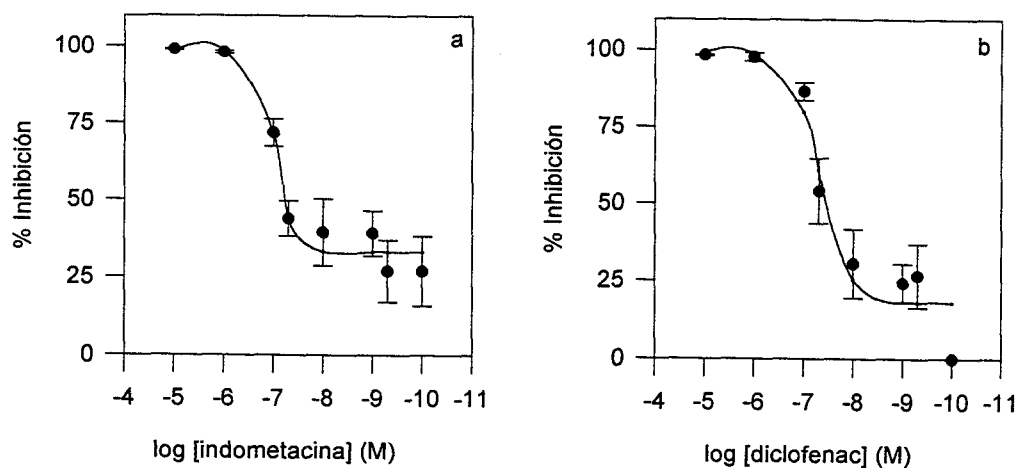 a
100
75
50
25
0
% Inhibición
-4 -5 -6 -7 -8 -9 -10 -11
log [indometacina] (M)
b
100
75
50
25
0
% Inhibición
-4 -5 -6 -7 -8 -9 -10 -11
log [diclofenac] (M)